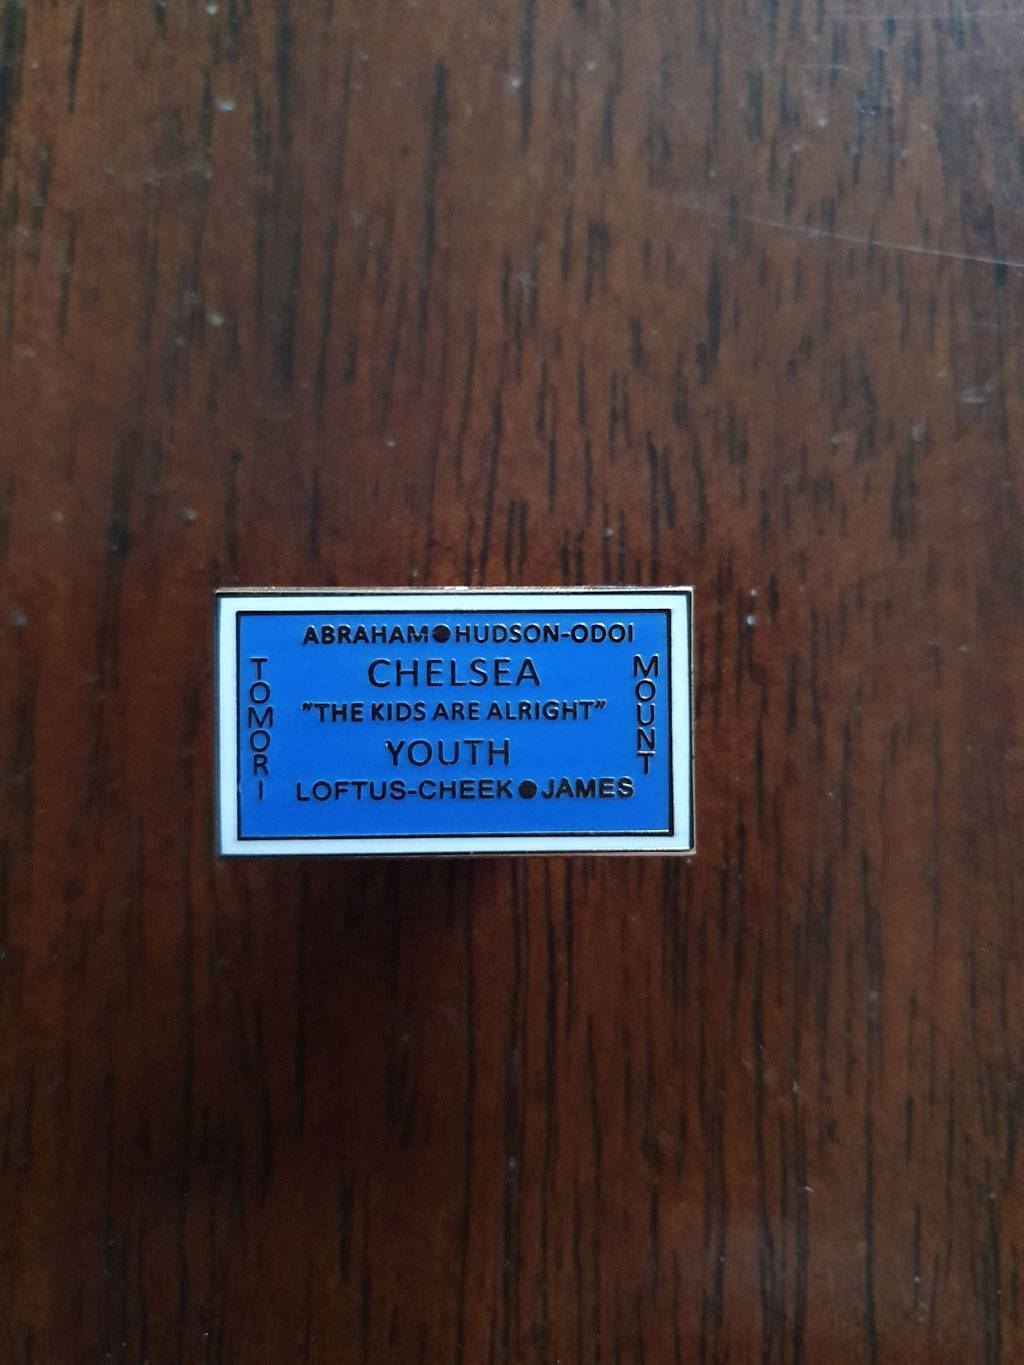 ABRAHAM●HUDSON-ODOI
TOMORI
CHELSEA
"THE KIDS ARE ALRIGHT"
YOUTH
MOUNT
LOFTUS-CHEEK●JAMES